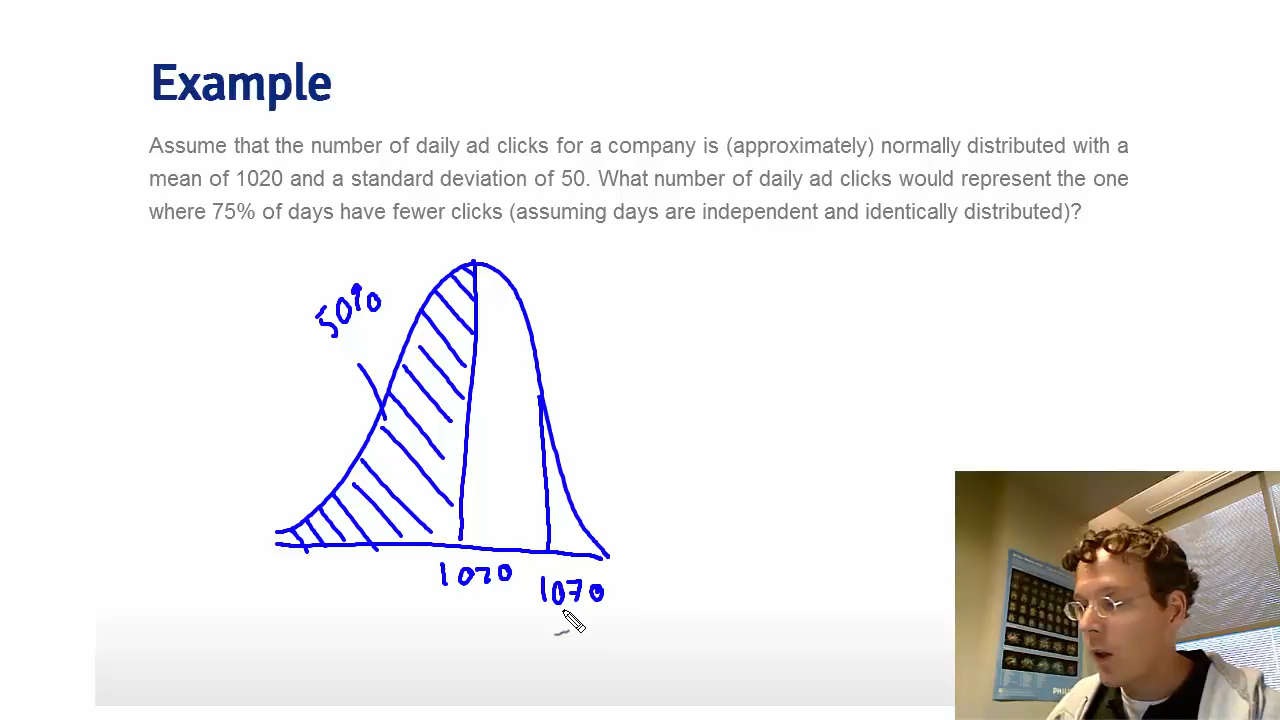 Example
Assume that the number of daily ad clicks for a company is (approximately) normally distributed with a
mean of 1020 and a standard deviation of 50. What number of daily ad clicks would represent the one
where 75% of days have fewer clicks (assuming days are independent and identically distributed)?
50%
1020
1070
PHILI